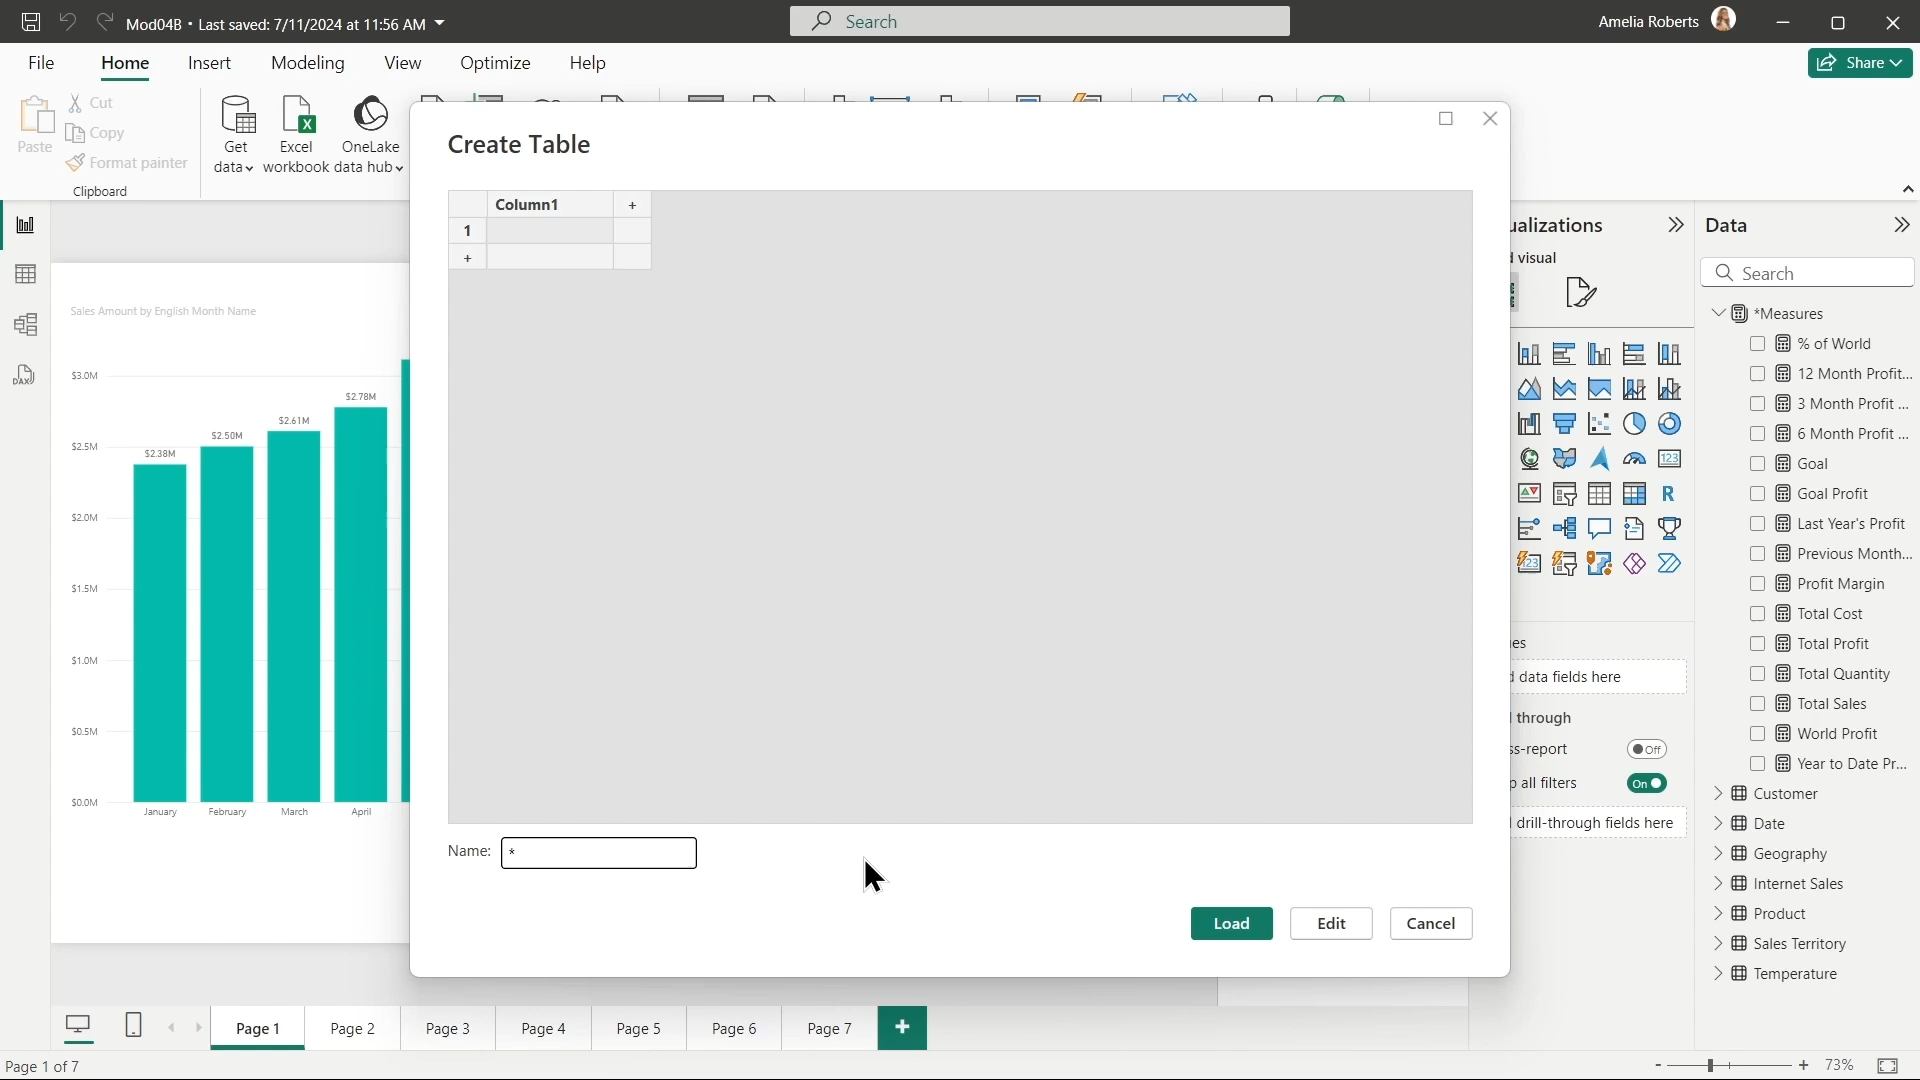 Mod04B • Last saved: 7/11/2024 at 11:56 AM
Search
Amelia Roberts
File
Home
Insert
Modeling
View
Optimize
Help
Share
Paste
Cut
Copy
Format painter
Clipboard
Get data
Excel workbook
OneLake data hub
Create Table
Column1
+
1
+
Name: *
Load
Edit
Cancel
Sales Amount by English Month Name
$3.0M
$2.5M
$2.0M
$1.5M
$1.0M
$0.5M
$0.0M
$2.38M
$2.50M
$2.61M
$2.78M
January
February
March
April
ualizations
d visual
123
R
123
es
d data fields here
l through
ss-report
Off
p all filters
On
l drill-through fields here
Data
Search
*Measures
% of World
12 Month Profit...
3 Month Profit ...
6 Month Profit ...
Goal
Goal Profit
Last Year's Profit
Previous Month...
Profit Margin
Total Cost
Total Profit
Total Quantity
Total Sales
World Profit
Year to Date Pr...
Customer
Date
Geography
Internet Sales
Product
Sales Territory
Temperature
DAX
Page 1
Page 2
Page 3
Page 4
Page 5
Page 6
Page 7
+
Page 1 of 7
- + 73%